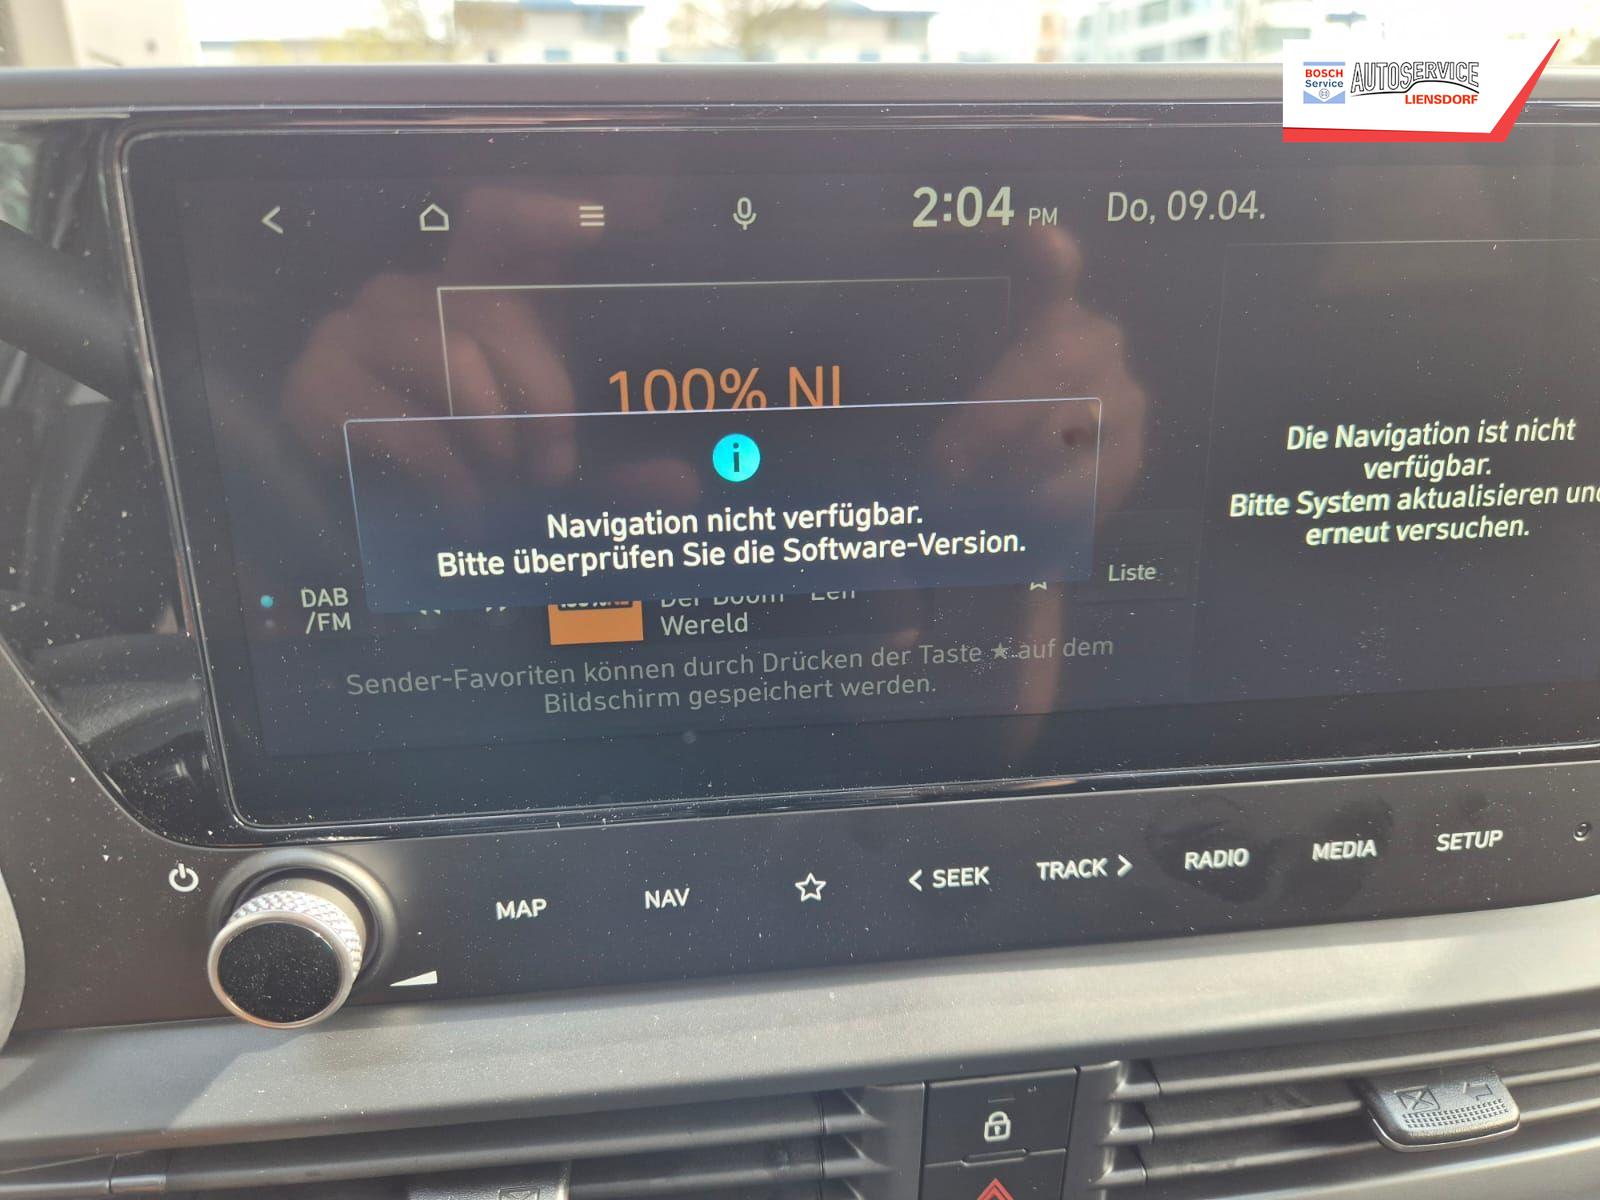 BOSCH
Service
AUTOSERVICE
LIENSDORF
2:04 PM Do, 09.04.
100% NL
Navigation nicht verfügbar.
Bitte überprüfen Sie die Software-Version.
Die Navigation ist nicht
verfügbar.
Bitte System aktualisieren und
erneut versuchen.
DAB
/FM
Wereld
Liste
Sender-Favoriten können durch Drücken der Taste ★ auf dem
Bildschirm gespeichert werden.
MAP NAV < SEEK TRACK > RADIO MEDIA SETUP